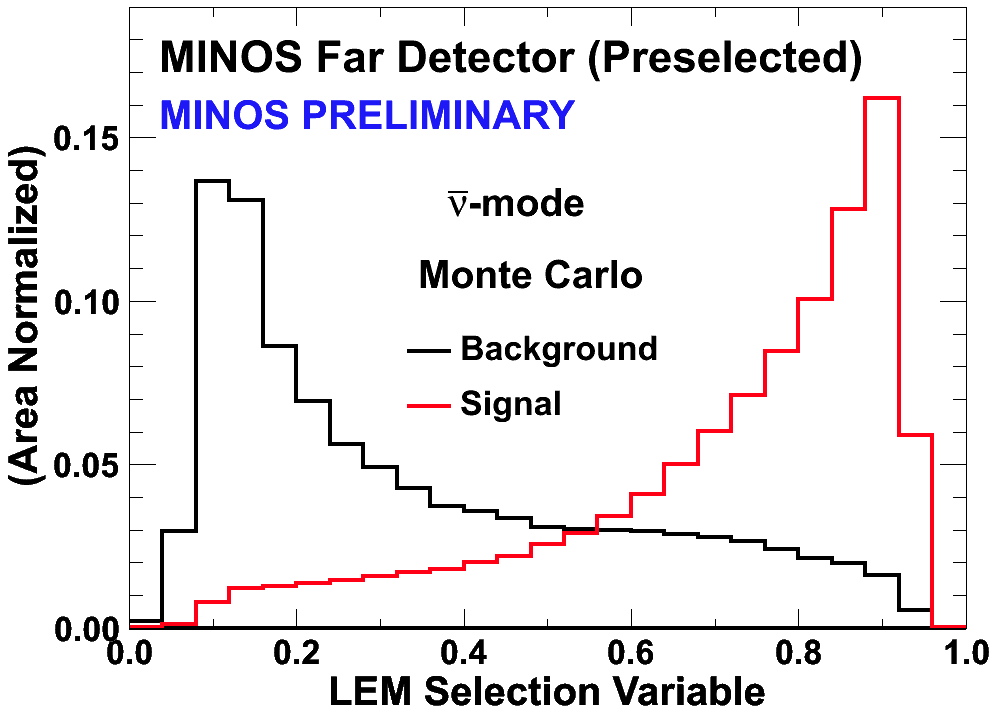 MINOS Far Detector (Preselected)
MINOS PRELIMINARY
ν̅-mode
Monte Carlo
Background
Signal
(Area Normalized)
0.15
0.10
0.05
0.00
0.0 0.2 0.4 0.6 0.8 1.0
LEM Selection Variable